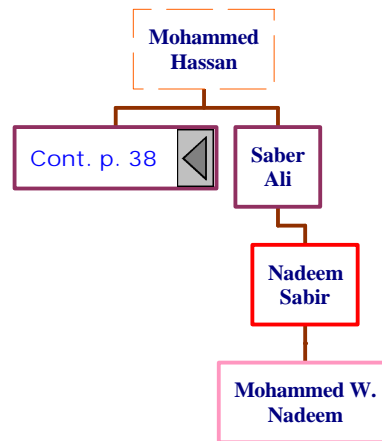 Mohammed
Hassan
Cont. p. 38
Saber
Ali
Nadeem
Sabir
Mohammed W.
Nadeem